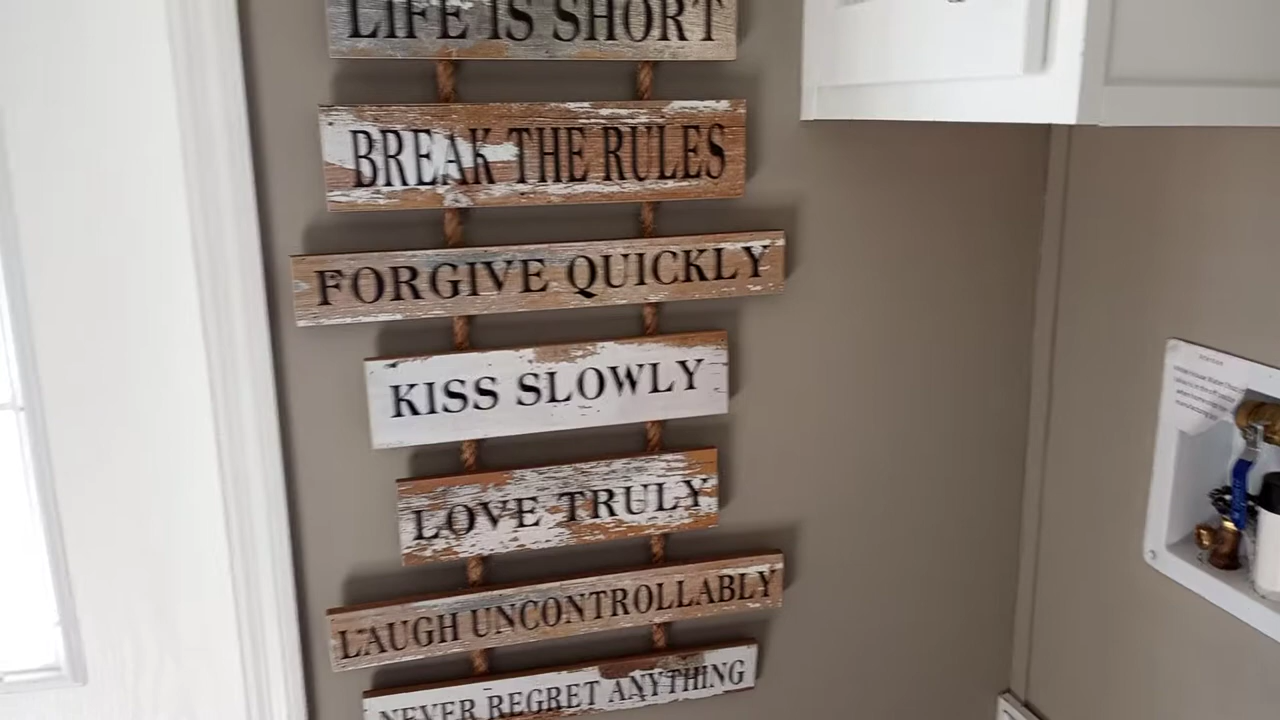 LIFE IS SHORT
BREAK THE RULES
FORGIVE QUICKLY
KISS SLOWLY
LOVE TRULY
LAUGH UNCONTROLLABLY
NEVER REGRET ANYTHING